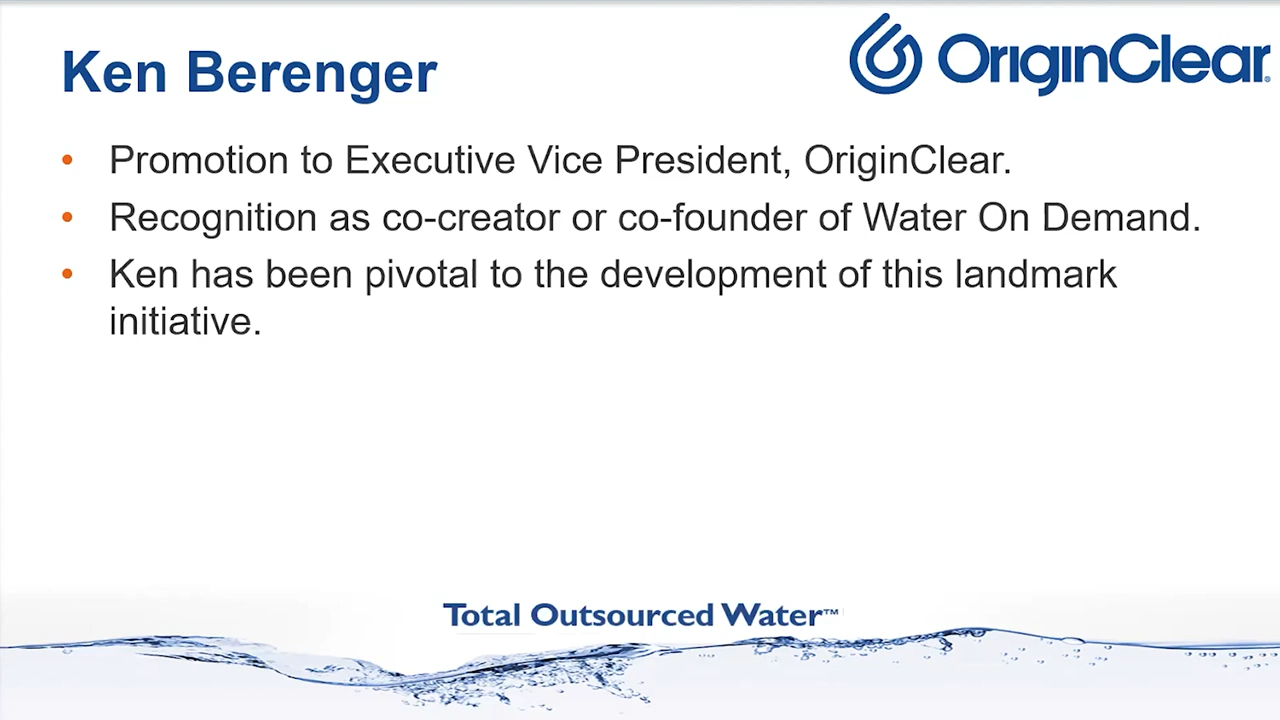 Ken Berenger
OriginClear®
• Promotion to Executive Vice President, OriginClear.
• Recognition as co-creator or co-founder of Water On Demand.
• Ken has been pivotal to the development of this landmark
initiative.
Total Outsourced Water™